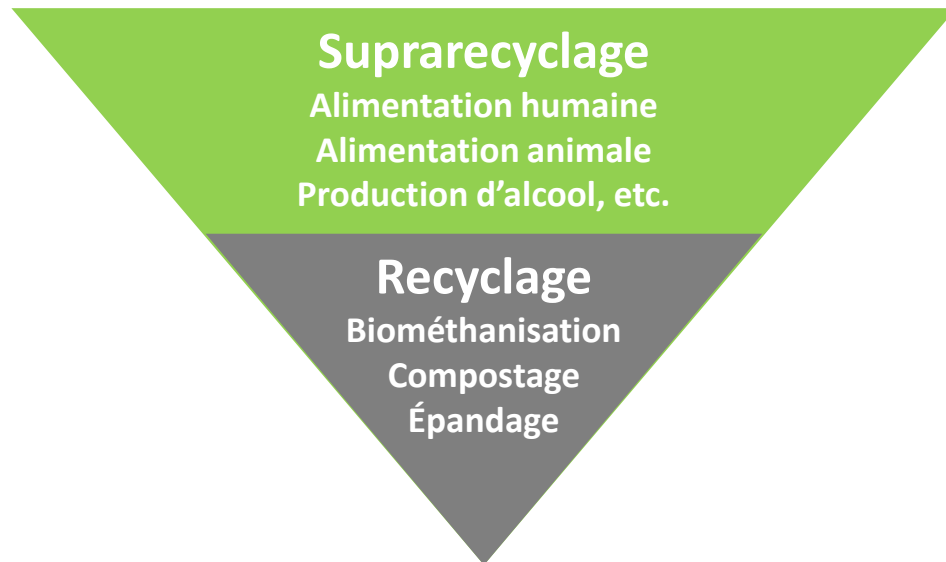 Suprarecyclage
Alimentation humaine
Alimentation animale
Production d’alcool, etc.
Recyclage
Biométhanisation
Compostage
Épandage